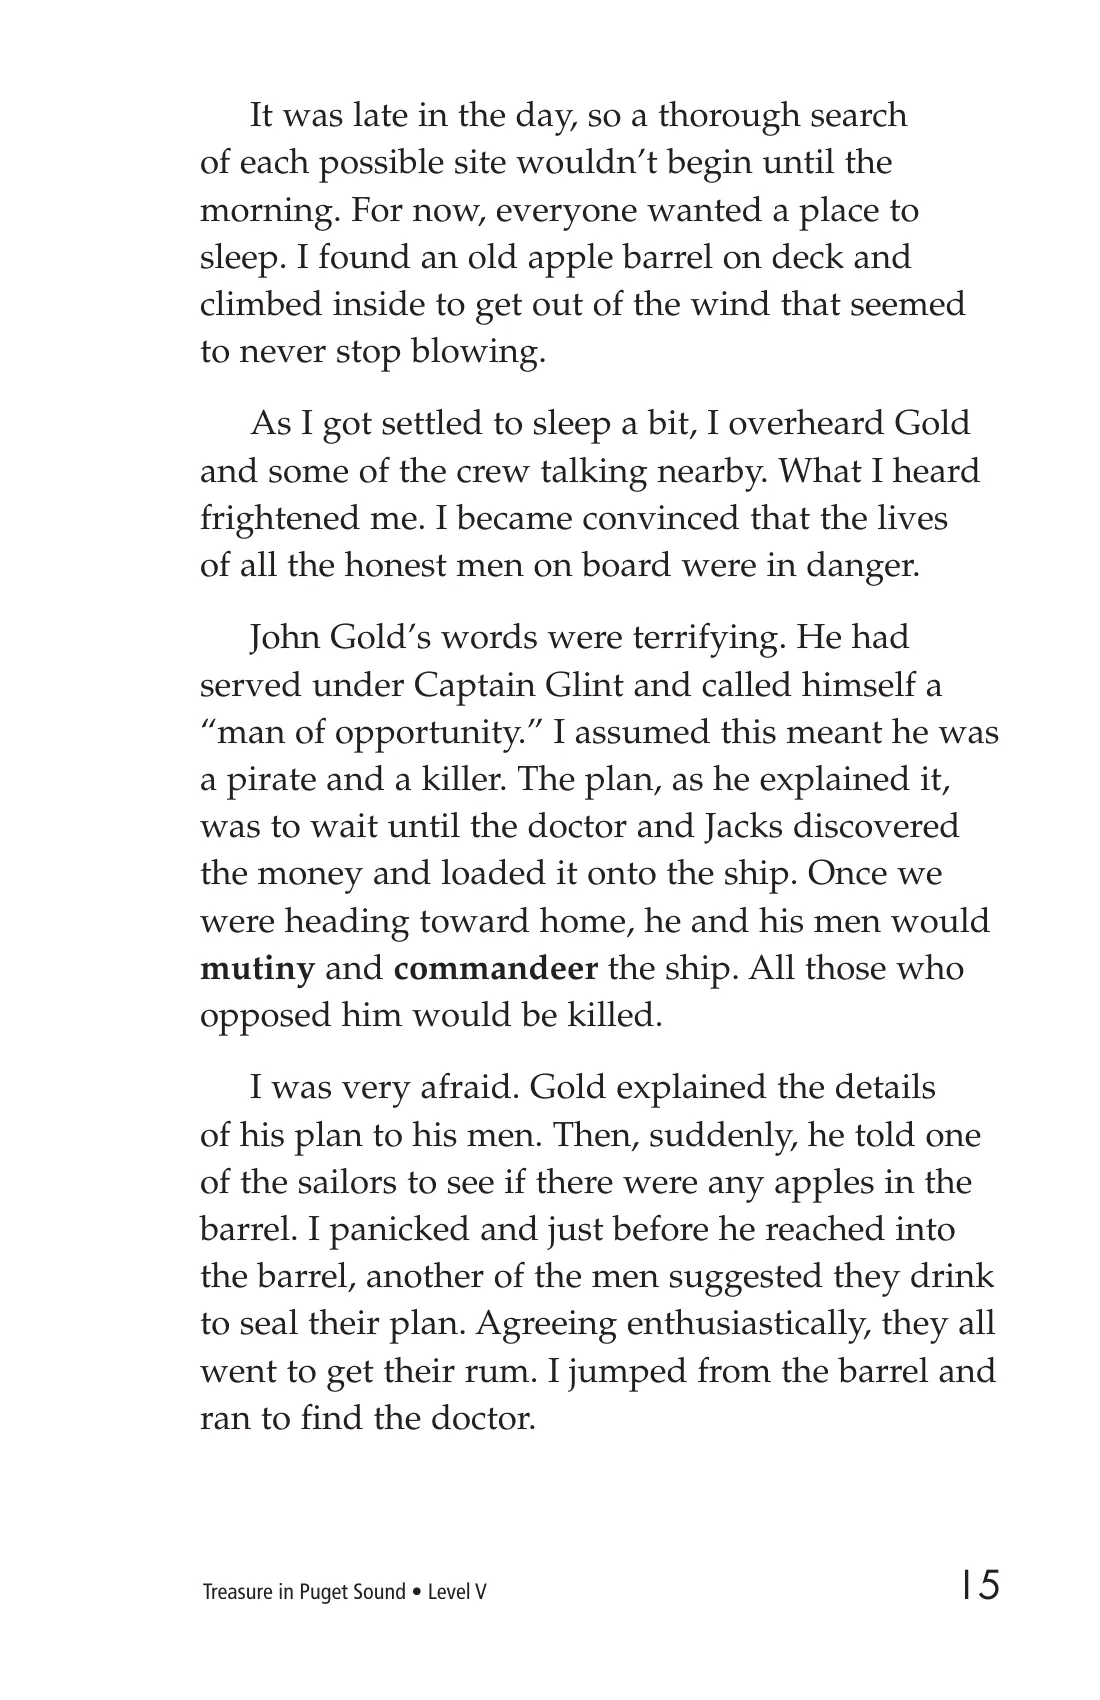 It was late in the day, so a thorough search
of each possible site wouldn’t begin until the
morning. For now, everyone wanted a place to
sleep. I found an old apple barrel on deck and
climbed inside to get out of the wind that seemed
to never stop blowing.
As I got settled to sleep a bit, I overheard Gold
and some of the crew talking nearby. What I heard
frightened me. I became convinced that the lives
of all the honest men on board were in danger.
John Gold’s words were terrifying. He had
served under Captain Glint and called himself a
“man of opportunity.” I assumed this meant he was
a pirate and a killer. The plan, as he explained it,
was to wait until the doctor and Jacks discovered
the money and loaded it onto the ship. Once we
were heading toward home, he and his men would
mutiny and commandeer the ship. All those who
opposed him would be killed.
I was very afraid. Gold explained the details
of his plan to his men. Then, suddenly, he told one
of the sailors to see if there were any apples in the
barrel. I panicked and just before he reached into
the barrel, another of the men suggested they drink
to seal their plan. Agreeing enthusiastically, they all
went to get their rum. I jumped from the barrel and
ran to find the doctor.
Treasure in Puget Sound • Level V 15